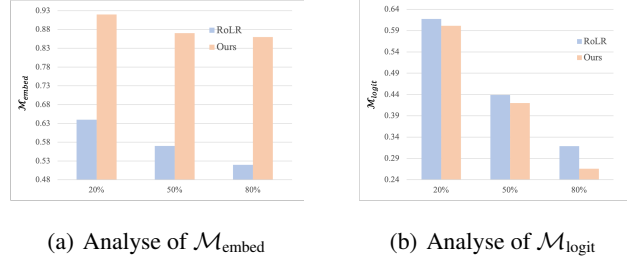 0.93
0.88
0.83
0.78
0.73
0.68
0.63
0.58
0.53
0.48
ℳembed
RoLR
Ours
20% 50% 80%
(a) Analyse of ℳembed
0.64
0.59
0.54
0.49
0.44
0.39
0.34
0.29
0.24
ℳlogit
RoLR
Ours
20% 50% 80%
(b) Analyse of ℳlogit